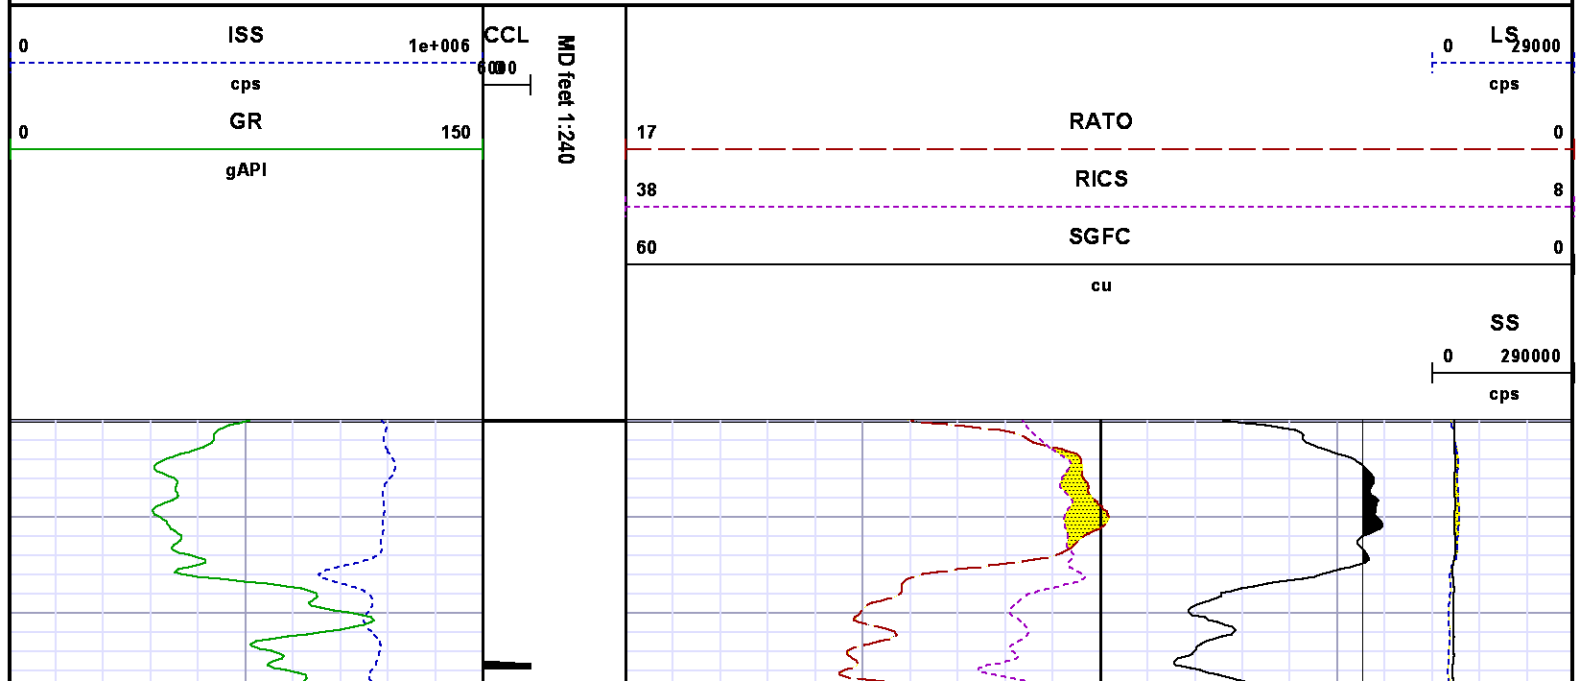 ISS
0 1e+006
cps
GR
0 150
gAPI
CCL
MD feet 1:240
LS
0 29000
cps
RATO
17 0
RICS
38 8
SGFC
60 0
cu
SS
0 290000
cps